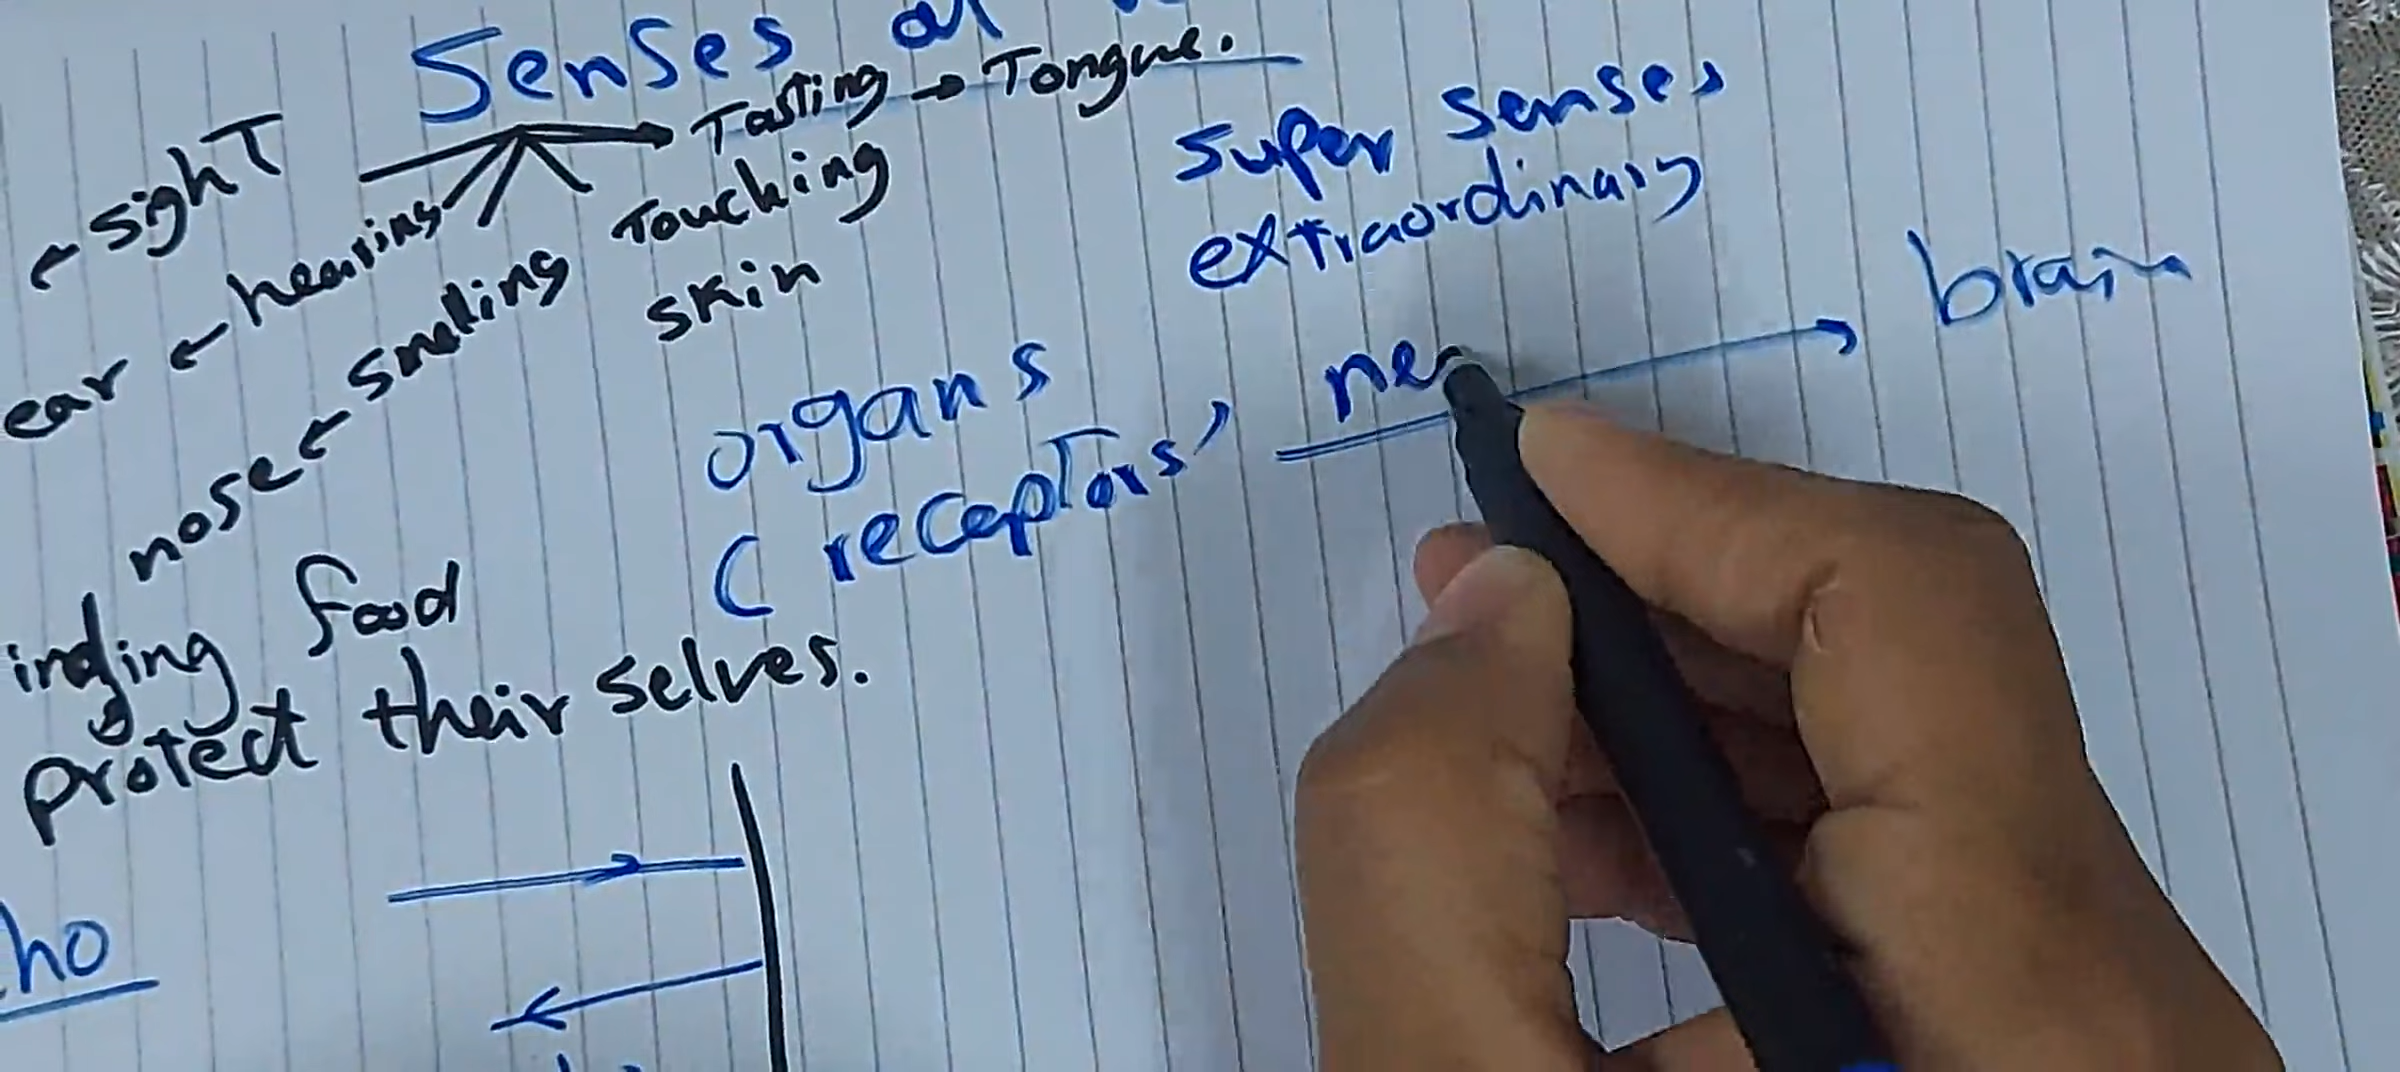 Senses
Tasting → Tongue.
sight
hearing
Touching
smelling
skin
ear
nose
super senses
extraordinary
organs
( receptors,
ne
brain
food
protect their selves.
ho